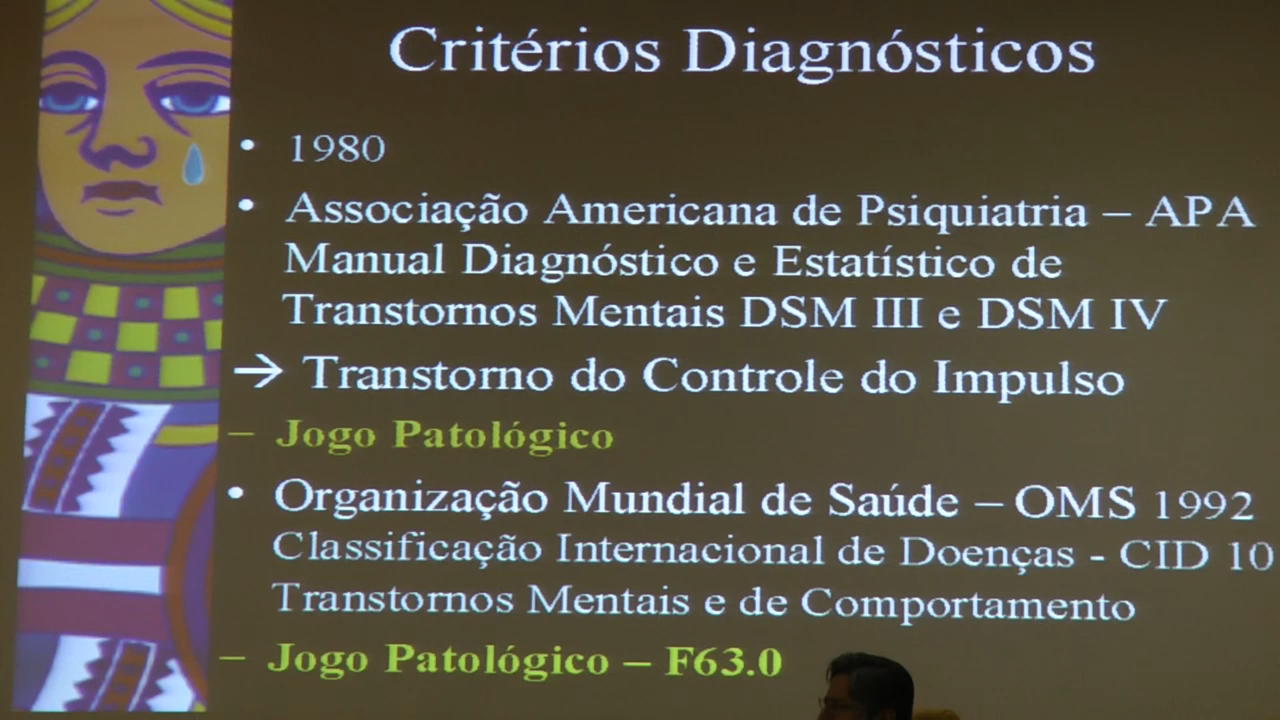 Critérios Diagnósticos
• 1980
• Associação Americana de Psiquiatria – APA
Manual Diagnóstico e Estatístico de
Transtornos Mentais DSM III e DSM IV
→ Transtorno do Controle do Impulso
– Jogo Patológico
• Organização Mundial de Saúde – OMS 1992
Classificação Internacional de Doenças - CID 10
Transtornos Mentais e de Comportamento
– Jogo Patológico – F63.0